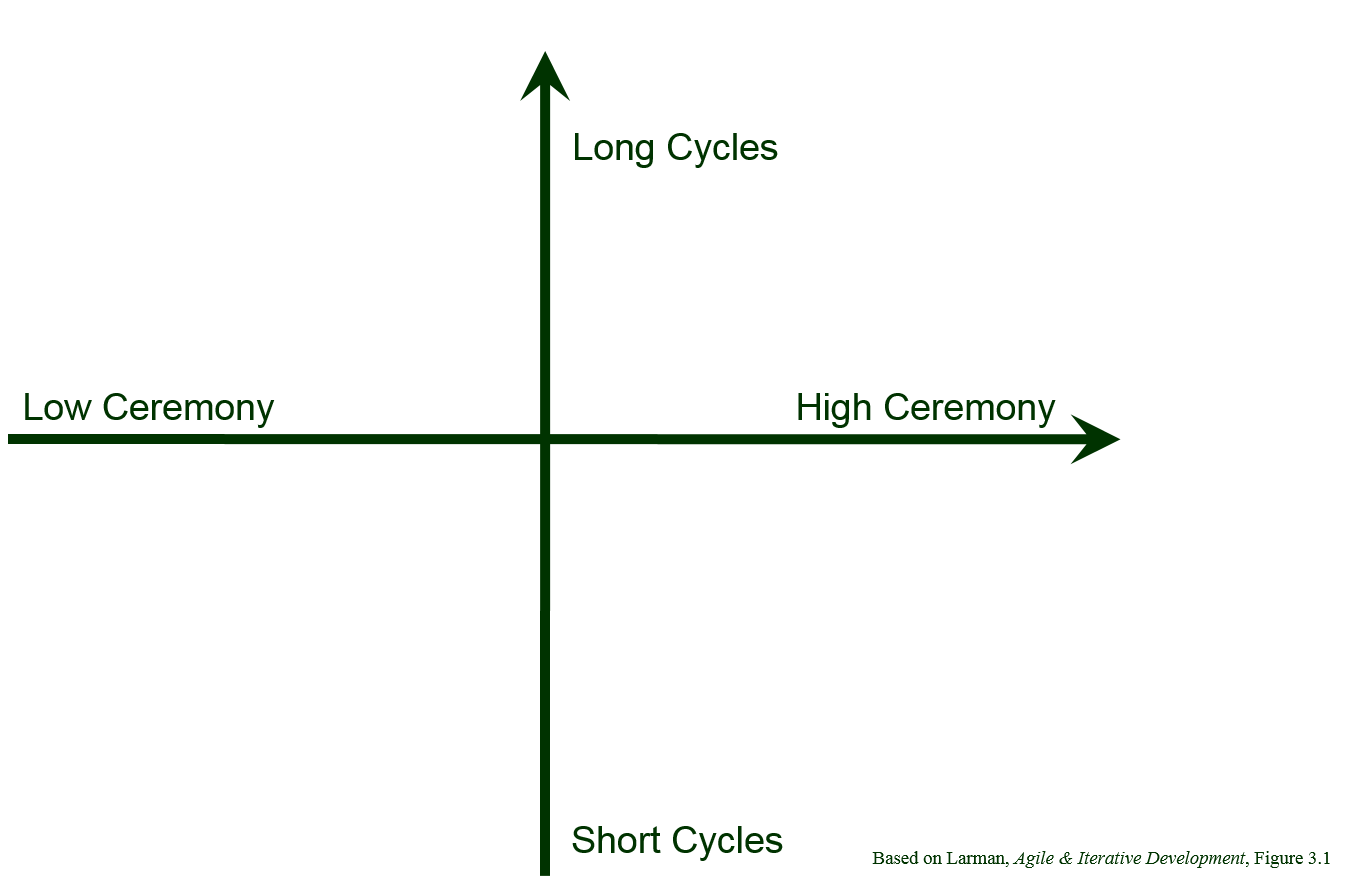 Long Cycles
Low Ceremony
High Ceremony
Short Cycles
Based on Larman, Agile & Iterative Development, Figure 3.1